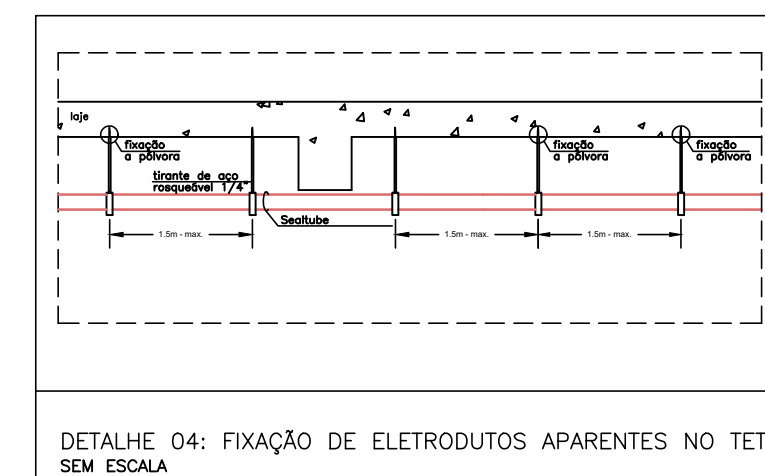 laje
fixação
a pólvora
fixação
a pólvora
fixação
a pólvora
tirante de aço
rosqueável 1/4"
Sealtube
1.5m - max.
1.5m - max.
1.5m - max.
DETALHE 04: FIXAÇÃO DE ELETRODUTOS APARENTES NO TET
SEM ESCALA